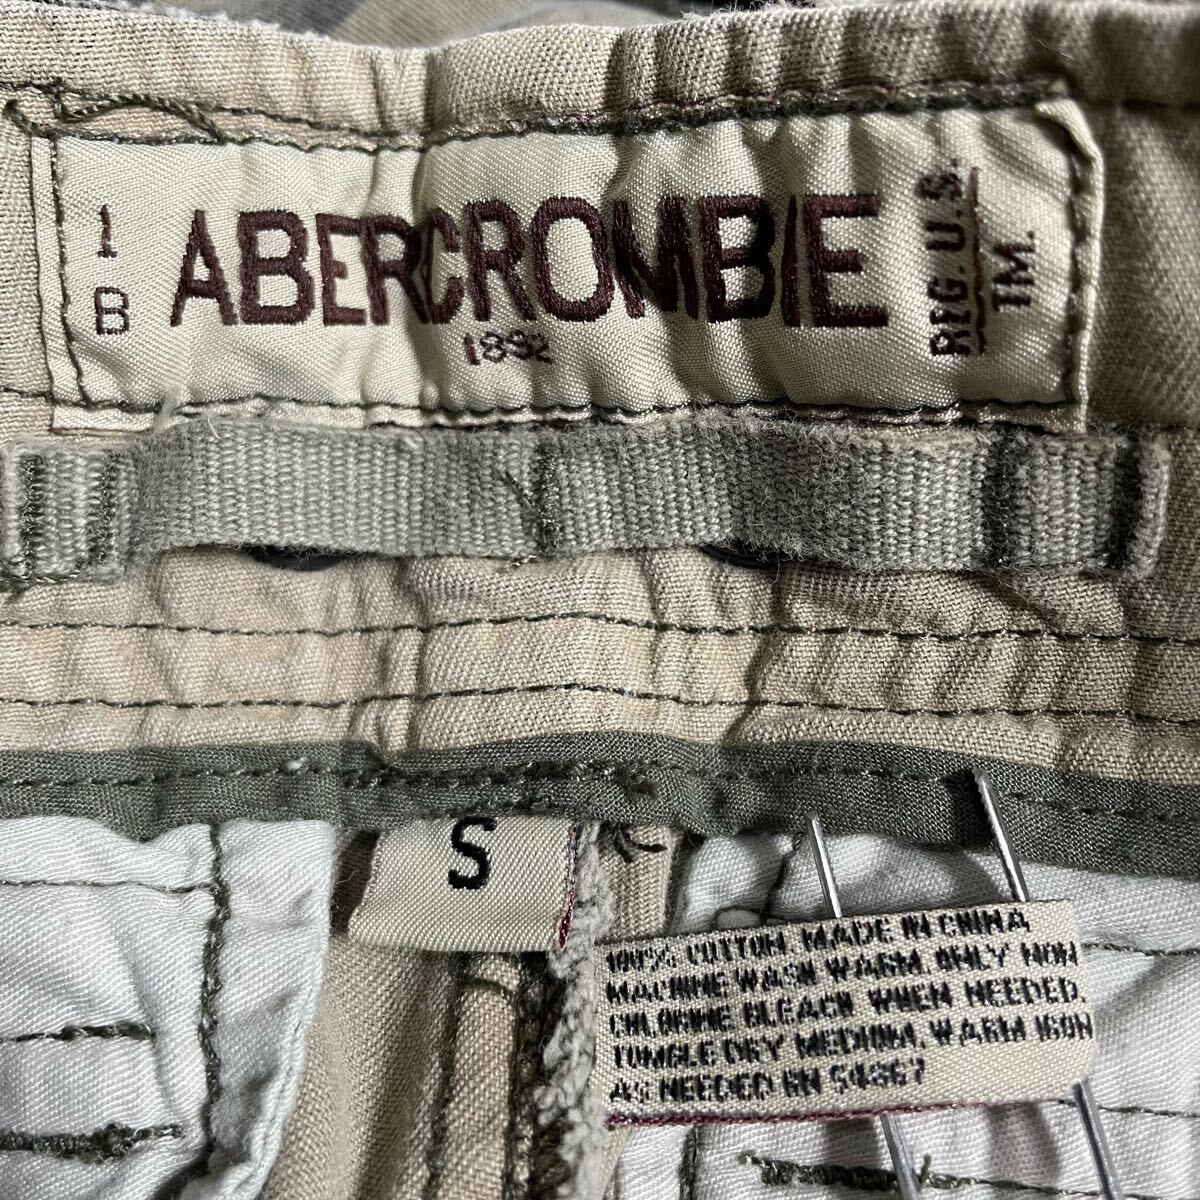 1
B
ABERCROMBIE
1892
REG. U.S.
TM.
S
100% COTTON. MADE IN CHINA
MACHINE WASH WARM. ONLY NON
CHLORINE BLEACH WHEN NEEDED.
TUMBLE DRY MEDIUM. WARM IRON
AS NEEDED RN 54867